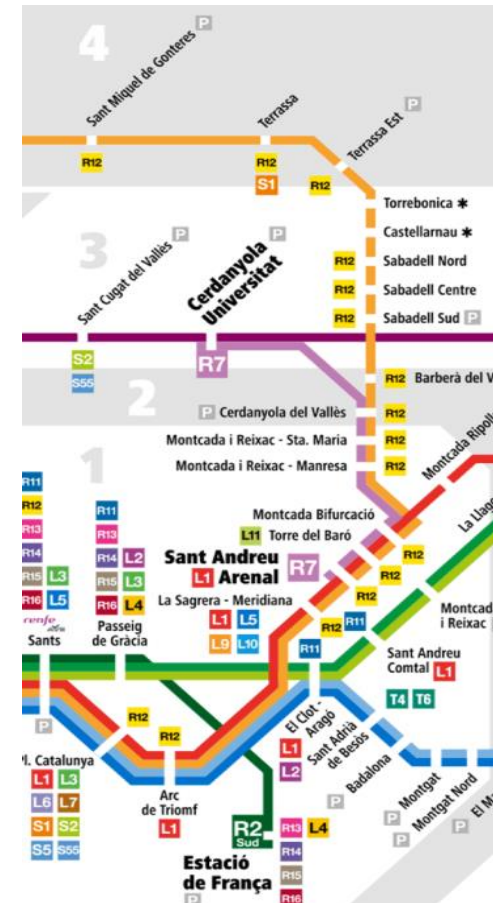 4
Sant Miquel de Gonteres
P
R12
Terrassa
R12
S1
Terrassa Est
P
R12
Torrebonica *
Castellarnau *
R12
Sabadell Nord
R12
Sabadell Centre
R12
Sabadell Sud P
3
Sant Cugat del Vallès
P
S2
S55
Cerdanyola
Universitat
P
R7
2
R12
Barberà del V
P Cerdanyola del Vallès
R12
Montcada i Reixac - Sta. Maria
R12
Montcada i Reixac - Manresa
R12
Montcada Ripoll
1
Montcada Bifurcació
L11 Torre del Baró
R12
La Llag
Sant Andreu
L1 Arenal
R7
R12
La Sagrera - Meridiana
L1 L5
L9 L10
R12
R11
R11
R12
R13
R14
R15 L3
R16 L5
renfe
Sants
P
R11
R13
R14 L2
R15 L3
R16 L4
Passeig
de Gràcia
Montcad
i Reixac
Sant Andreu
Comtal L1
T4 T6
R11
El Clot -
Aragó
L1
L2
Sant Adrià
de Besòs
Badalona
P
Montgat
P
Montgat Nord
P
El M
P
Pl. Catalunya
L1 L3
L6 L7
S1 S2
S5 S55
R12
R12
Arc
de Triomf
L1
R2
Sud
Estació
de França
P
R13 L4
R14
R15
R16